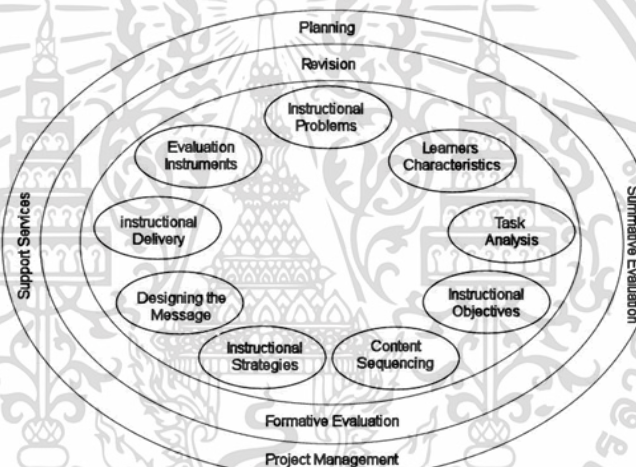 Planning
Revision
Instructional
Problems
Evaluation
Instruments
Learners
Characteristics
instructional
Delivery
Task
Analysis
Support Services
Summative Evaluation
Designing the
Message
Instructional
Objectives
Instructional
Strategies
Content
Sequencing
Formative Evaluation
Project Management